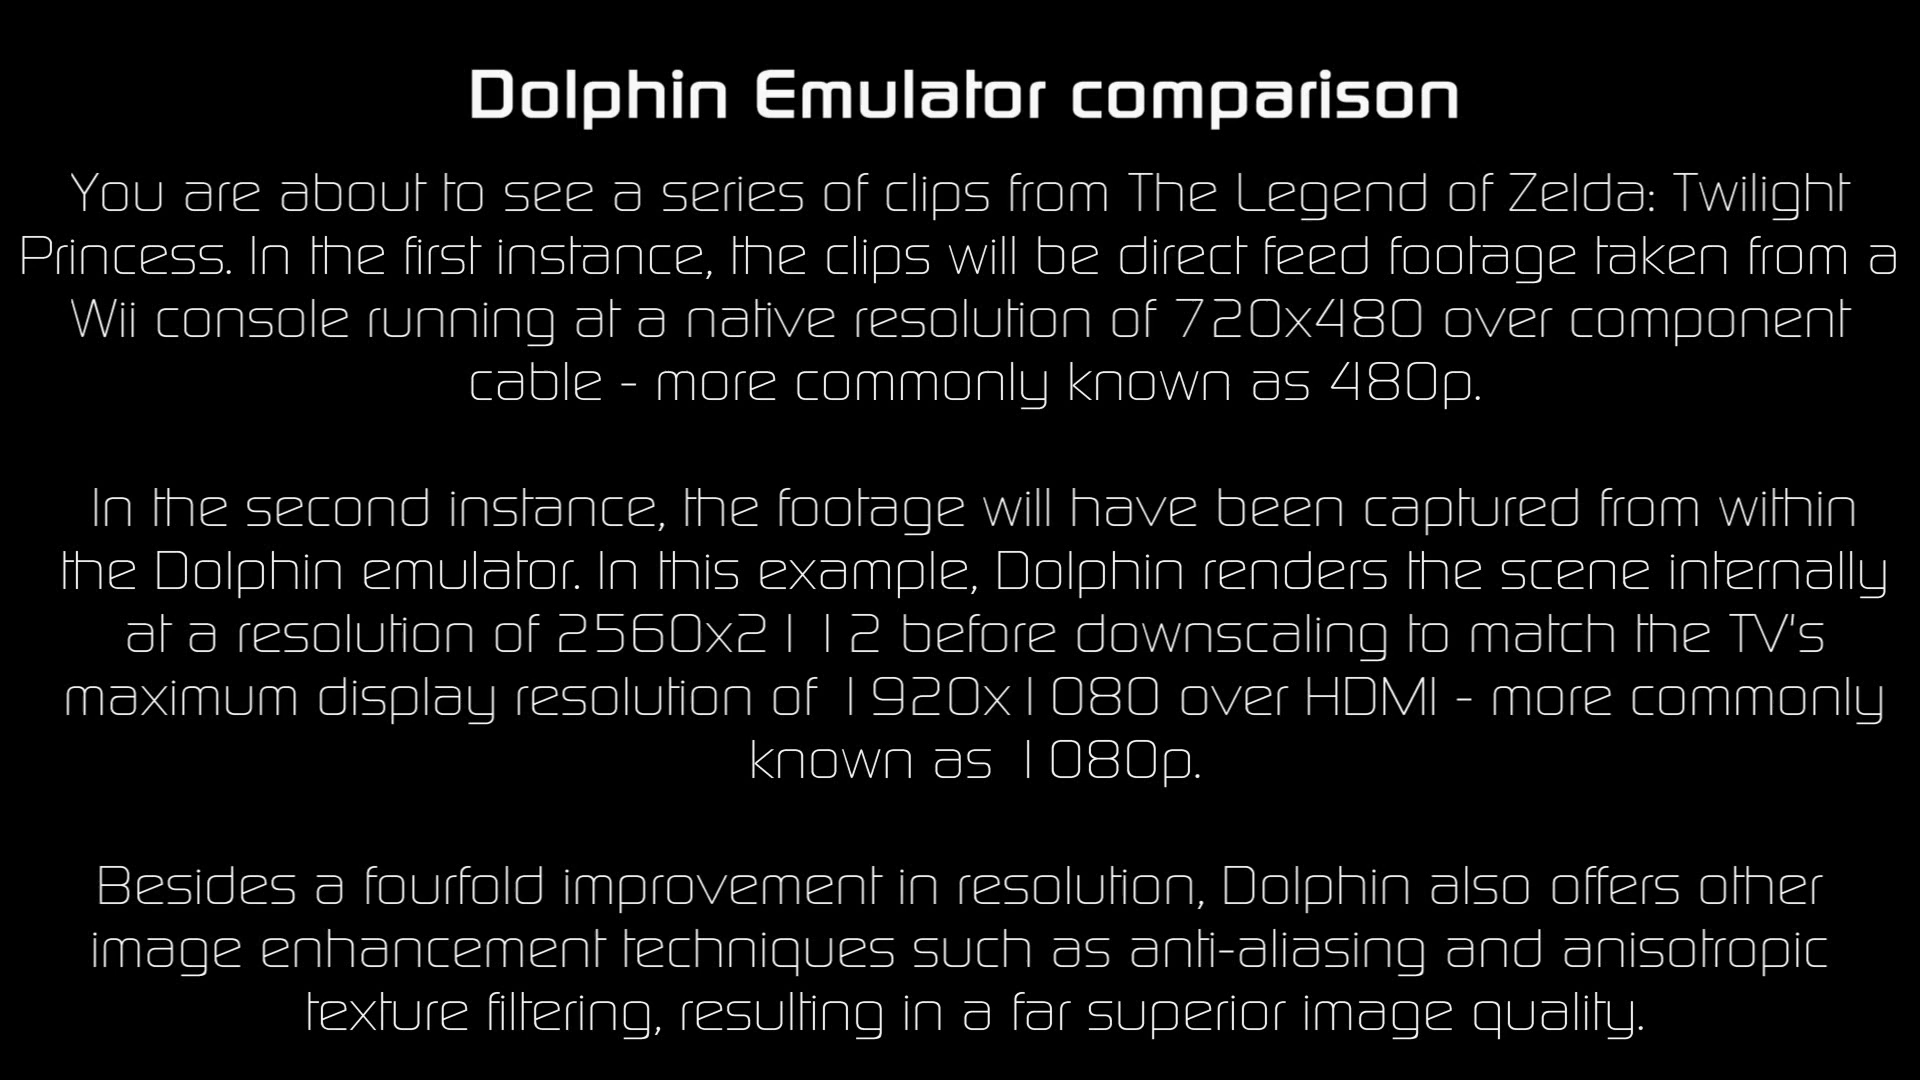 Dolphin Emulator comparison
You are about to see a series of clips from The Legend of Zelda: Twilight
Princess. In the first instance, the clips will be direct feed footage taken from a
Wii console running at a native resolution of 720x480 over component
cable - more commonly known as 480p.
In the second instance, the footage will have been captured from within
the Dolphin emulator. In this example, Dolphin renders the scene internally
at a resolution of 2560x2112 before downscaling to match the TV's
maximum display resolution of 1920x1080 over HDMI - more commonly
known as 1080p.
Besides a fourfold improvement in resolution, Dolphin also offers other
image enhancement techniques such as anti-aliasing and anisotropic
texture filtering, resulting in a far superior image quality.